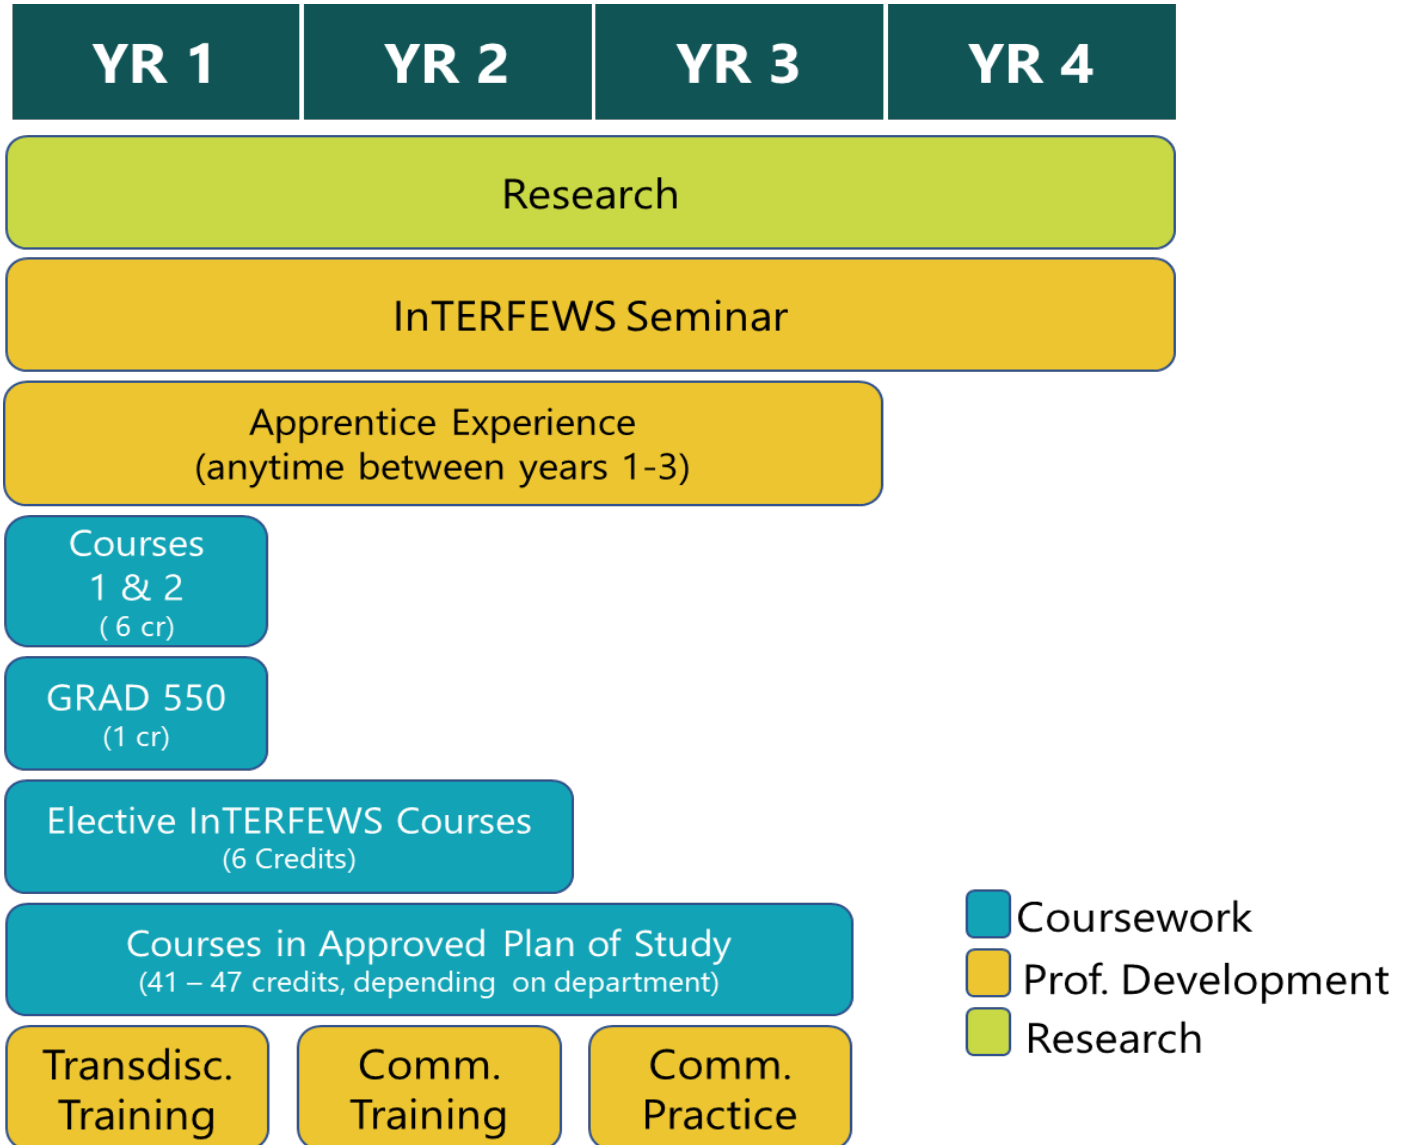 YR 1
YR 2
YR 3
YR 4
Research
InTERFEWS Seminar
Apprentice Experience
(anytime between years 1-3)
Courses
1 & 2
( 6 cr)
GRAD 550
(1 cr)
Elective InTERFEWS Courses
(6 Credits)
Courses in Approved Plan of Study
(41 – 47 credits, depending on department)
Transdisc.
Training
Comm.
Training
Comm.
Practice
Coursework
Prof. Development
Research